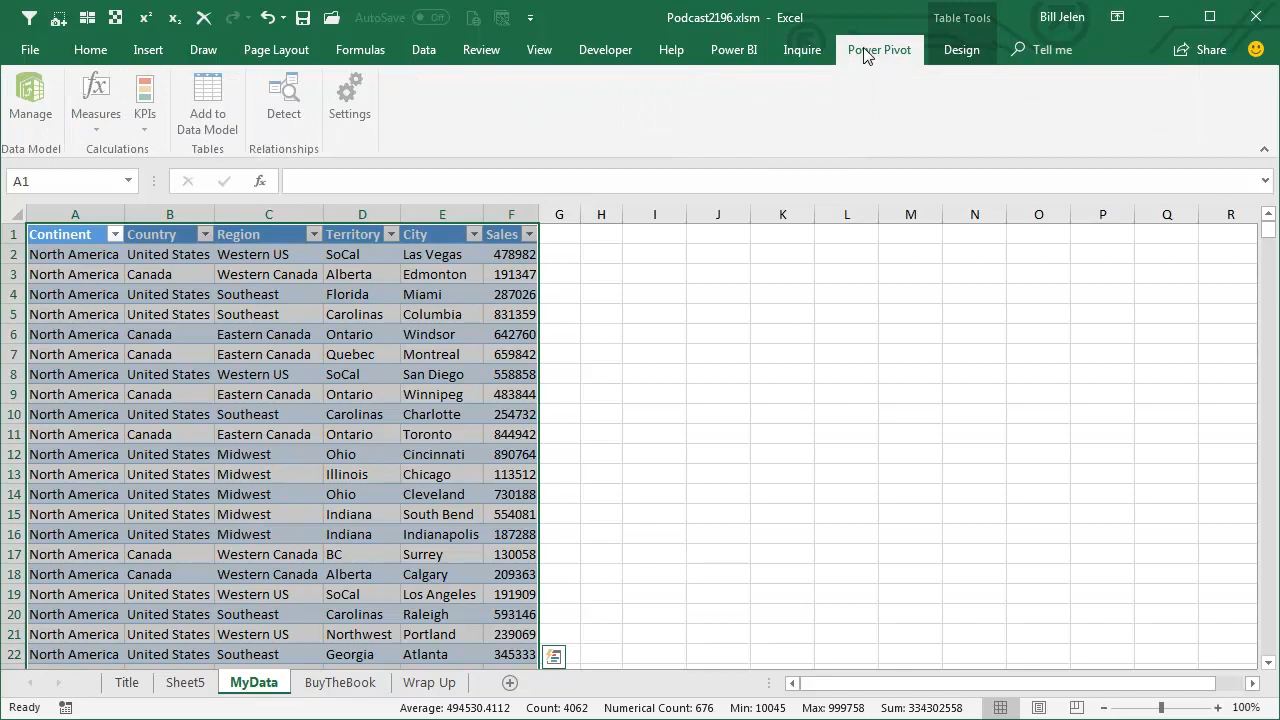 AutoSave Off Podcast2196.xlsm - Excel Table Tools Bill Jelen
File Home Insert Draw Page Layout Formulas Data Review View Developer Help Power BI Inquire Power Pivot Design Tell me Share
Manage Measures KPIs Add to Data Model Detect Settings
Data Model Calculations Tables Relationships
A1 fx
A B C D E F G H I J K L M N O P Q R
1 Continent Country Region Territory City Sales
2 North America United States Western US SoCal Las Vegas 478982
3 North America Canada Western Canada Alberta Edmonton 191347
4 North America United States Southeast Florida Miami 287026
5 North America United States Southeast Carolinas Columbia 831359
6 North America Canada Eastern Canada Ontario Windsor 642760
7 North America Canada Eastern Canada Quebec Montreal 659842
8 North America United States Western US SoCal San Diego 558858
9 North America Canada Eastern Canada Ontario Winnipeg 483844
10 North America United States Southeast Carolinas Charlotte 254732
11 North America Canada Eastern Canada Ontario Toronto 844942
12 North America United States Midwest Ohio Cincinnati 890764
13 North America United States Midwest Illinois Chicago 113512
14 North America United States Midwest Ohio Cleveland 730188
15 North America United States Midwest Indiana South Bend 554081
16 North America United States Midwest Indiana Indianapolis 187288
17 North America Canada Western Canada BC Surrey 130058
18 North America Canada Western Canada Alberta Calgary 209363
19 North America United States Western US SoCal Los Angeles 191909
20 North America United States Southeast Carolinas Raleigh 593146
21 North America United States Western US Northwest Portland 239069
22 North America United States Southeast Georgia Atlanta 345333
Title Sheet5 MyData BuyTheBook Wrap Up
Ready Average: 494530.4112 Count: 4062 Numerical Count: 676 Min: 10045 Max: 999758 Sum: 334302558 100%